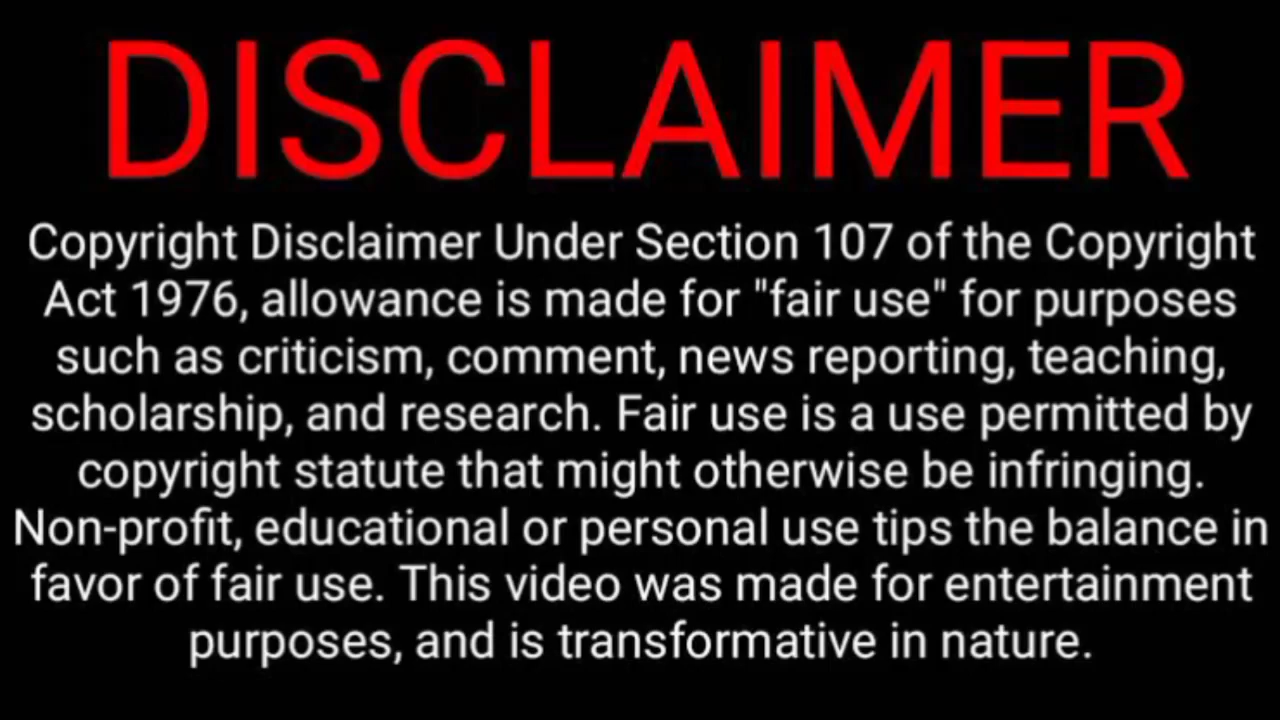 DISCLAIMER
Copyright Disclaimer Under Section 107 of the Copyright
Act 1976, allowance is made for "fair use" for purposes
such as criticism, comment, news reporting, teaching,
scholarship, and research. Fair use is a use permitted by
copyright statute that might otherwise be infringing.
Non-profit, educational or personal use tips the balance in
favor of fair use. This video was made for entertainment
purposes, and is transformative in nature.